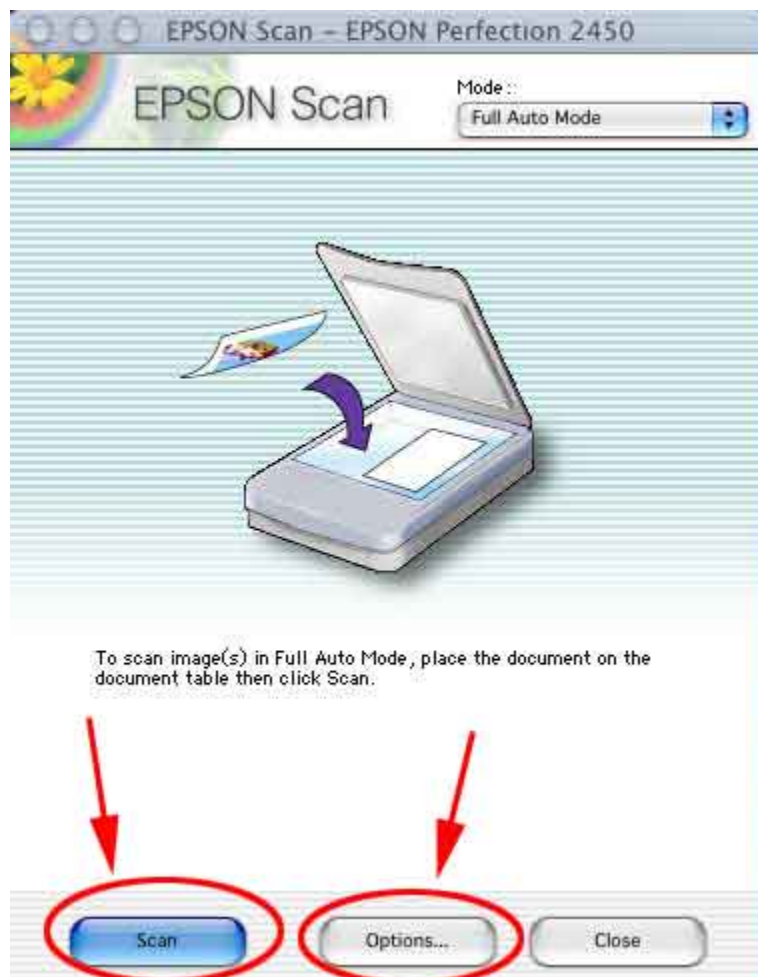 EPSON Scan – EPSON Perfection 2450
EPSON Scan
Mode :
Full Auto Mode
To scan image(s) in Full Auto Mode, place the document on the
document table then click Scan.
Scan
Options...
Close